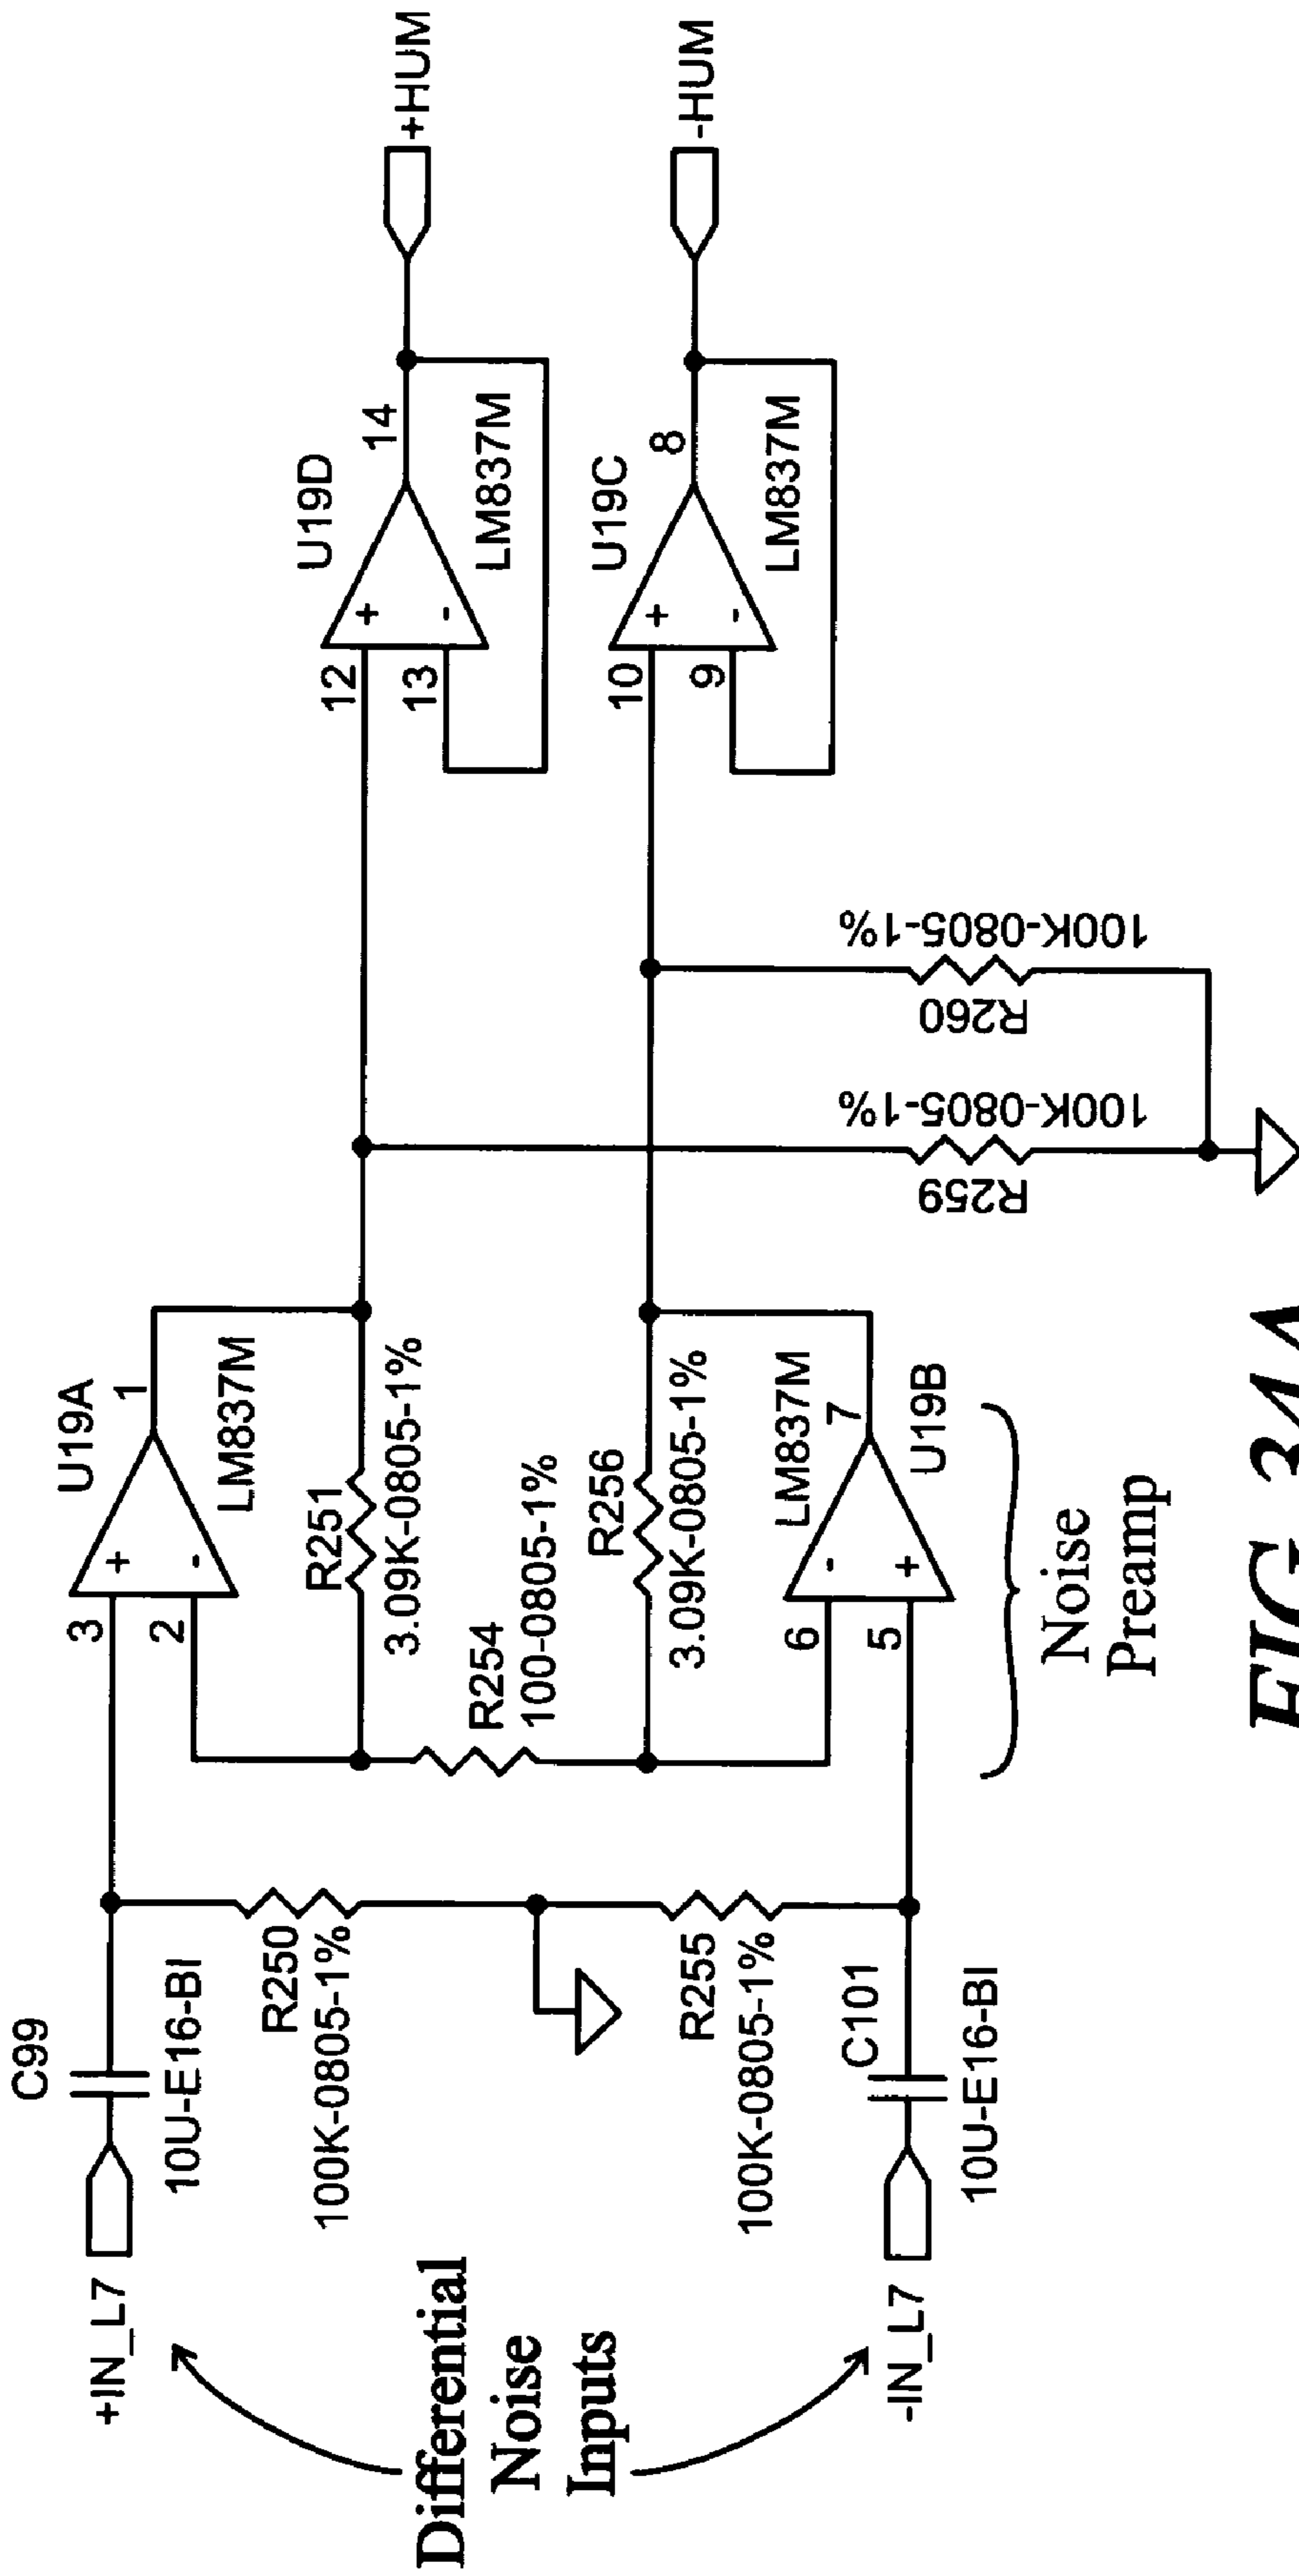 +IN_L7
C99
10U-E16-BI
R250
100K-0805-1%
R255
100K-0805-1%
-IN_L7
C101
10U-E16-BI
Differential
Noise
Inputs
3
2
+
-
U19A
1
LM837M
R251
3.09K-0805-1%
R254
100-0805-1%
R256
3.09K-0805-1%
6
5
-
+
LM837M
7
U19B
Noise
Preamp
R259
100K-0805-1%
R260
100K-0805-1%
12
13
+
-
U19D
14
LM837M
+HUM
10
9
+
-
U19C
8
LM837M
-HUM
FIG. 34A